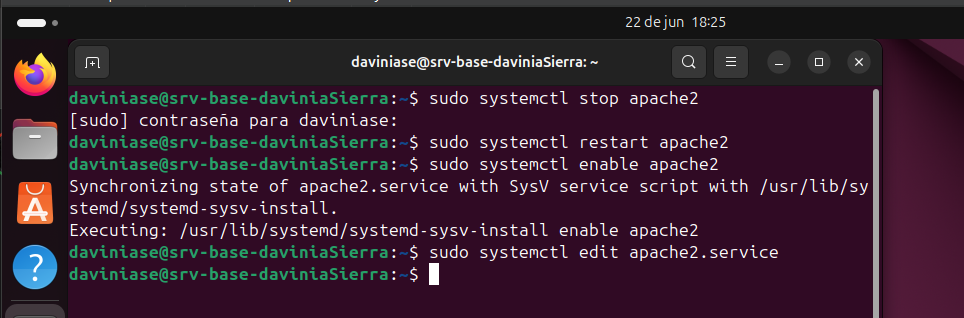 22 de jun 18:25
daviniase@srv-base-daviniaSierra: ~
daviniase@srv-base-daviniaSierra:~$ sudo systemctl stop apache2
[sudo] contraseña para daviniase:
daviniase@srv-base-daviniaSierra:~$ sudo systemctl restart apache2
daviniase@srv-base-daviniaSierra:~$ sudo systemctl enable apache2
Synchronizing state of apache2.service with SysV service script with /usr/lib/sy
stemd/systemd-sysv-install.
Executing: /usr/lib/systemd/systemd-sysv-install enable apache2
daviniase@srv-base-daviniaSierra:~$ sudo systemctl edit apache2.service
daviniase@srv-base-daviniaSierra:~$